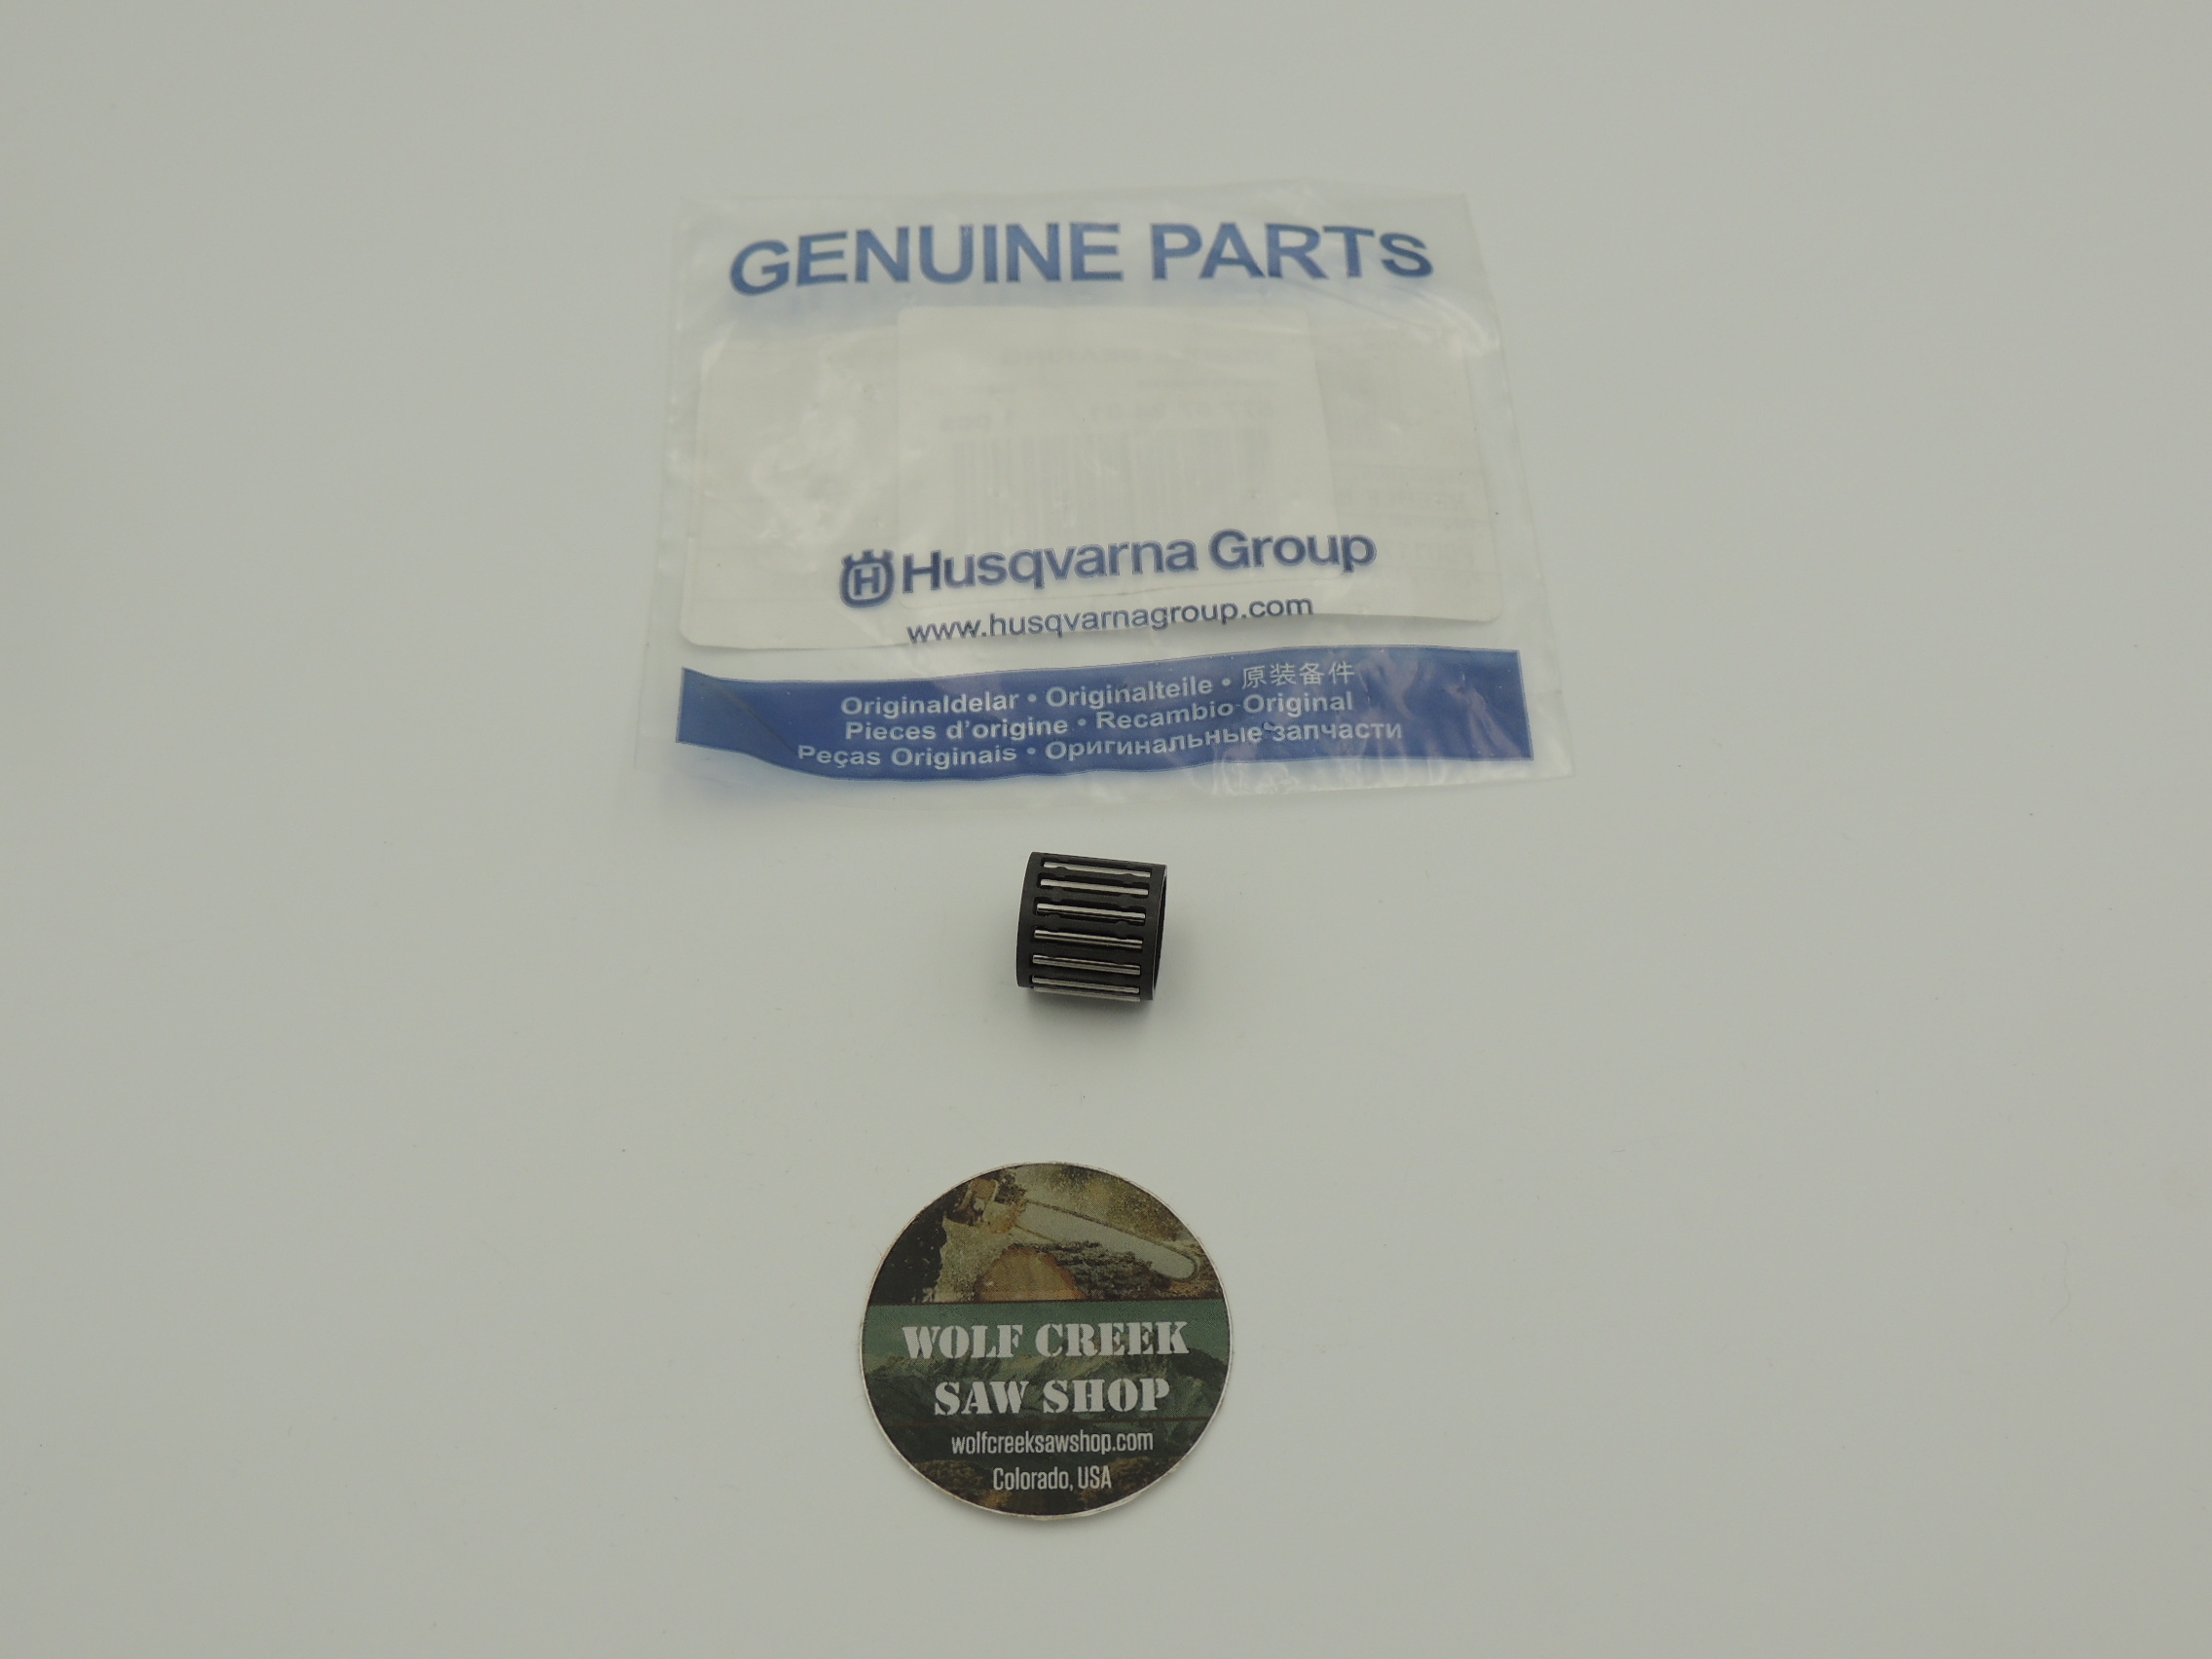 GENUINE PARTS
Husqvarna Group
www.husqvarnagroup.com
Originaldelar • Originalteile • 原装备件
Pieces d'origine • Recambio Original
Peças Originais • Оригинальные запчасти
WOLF CREEK
SAW SHOP
wolfcreeksawshop.com
Colorado, USA